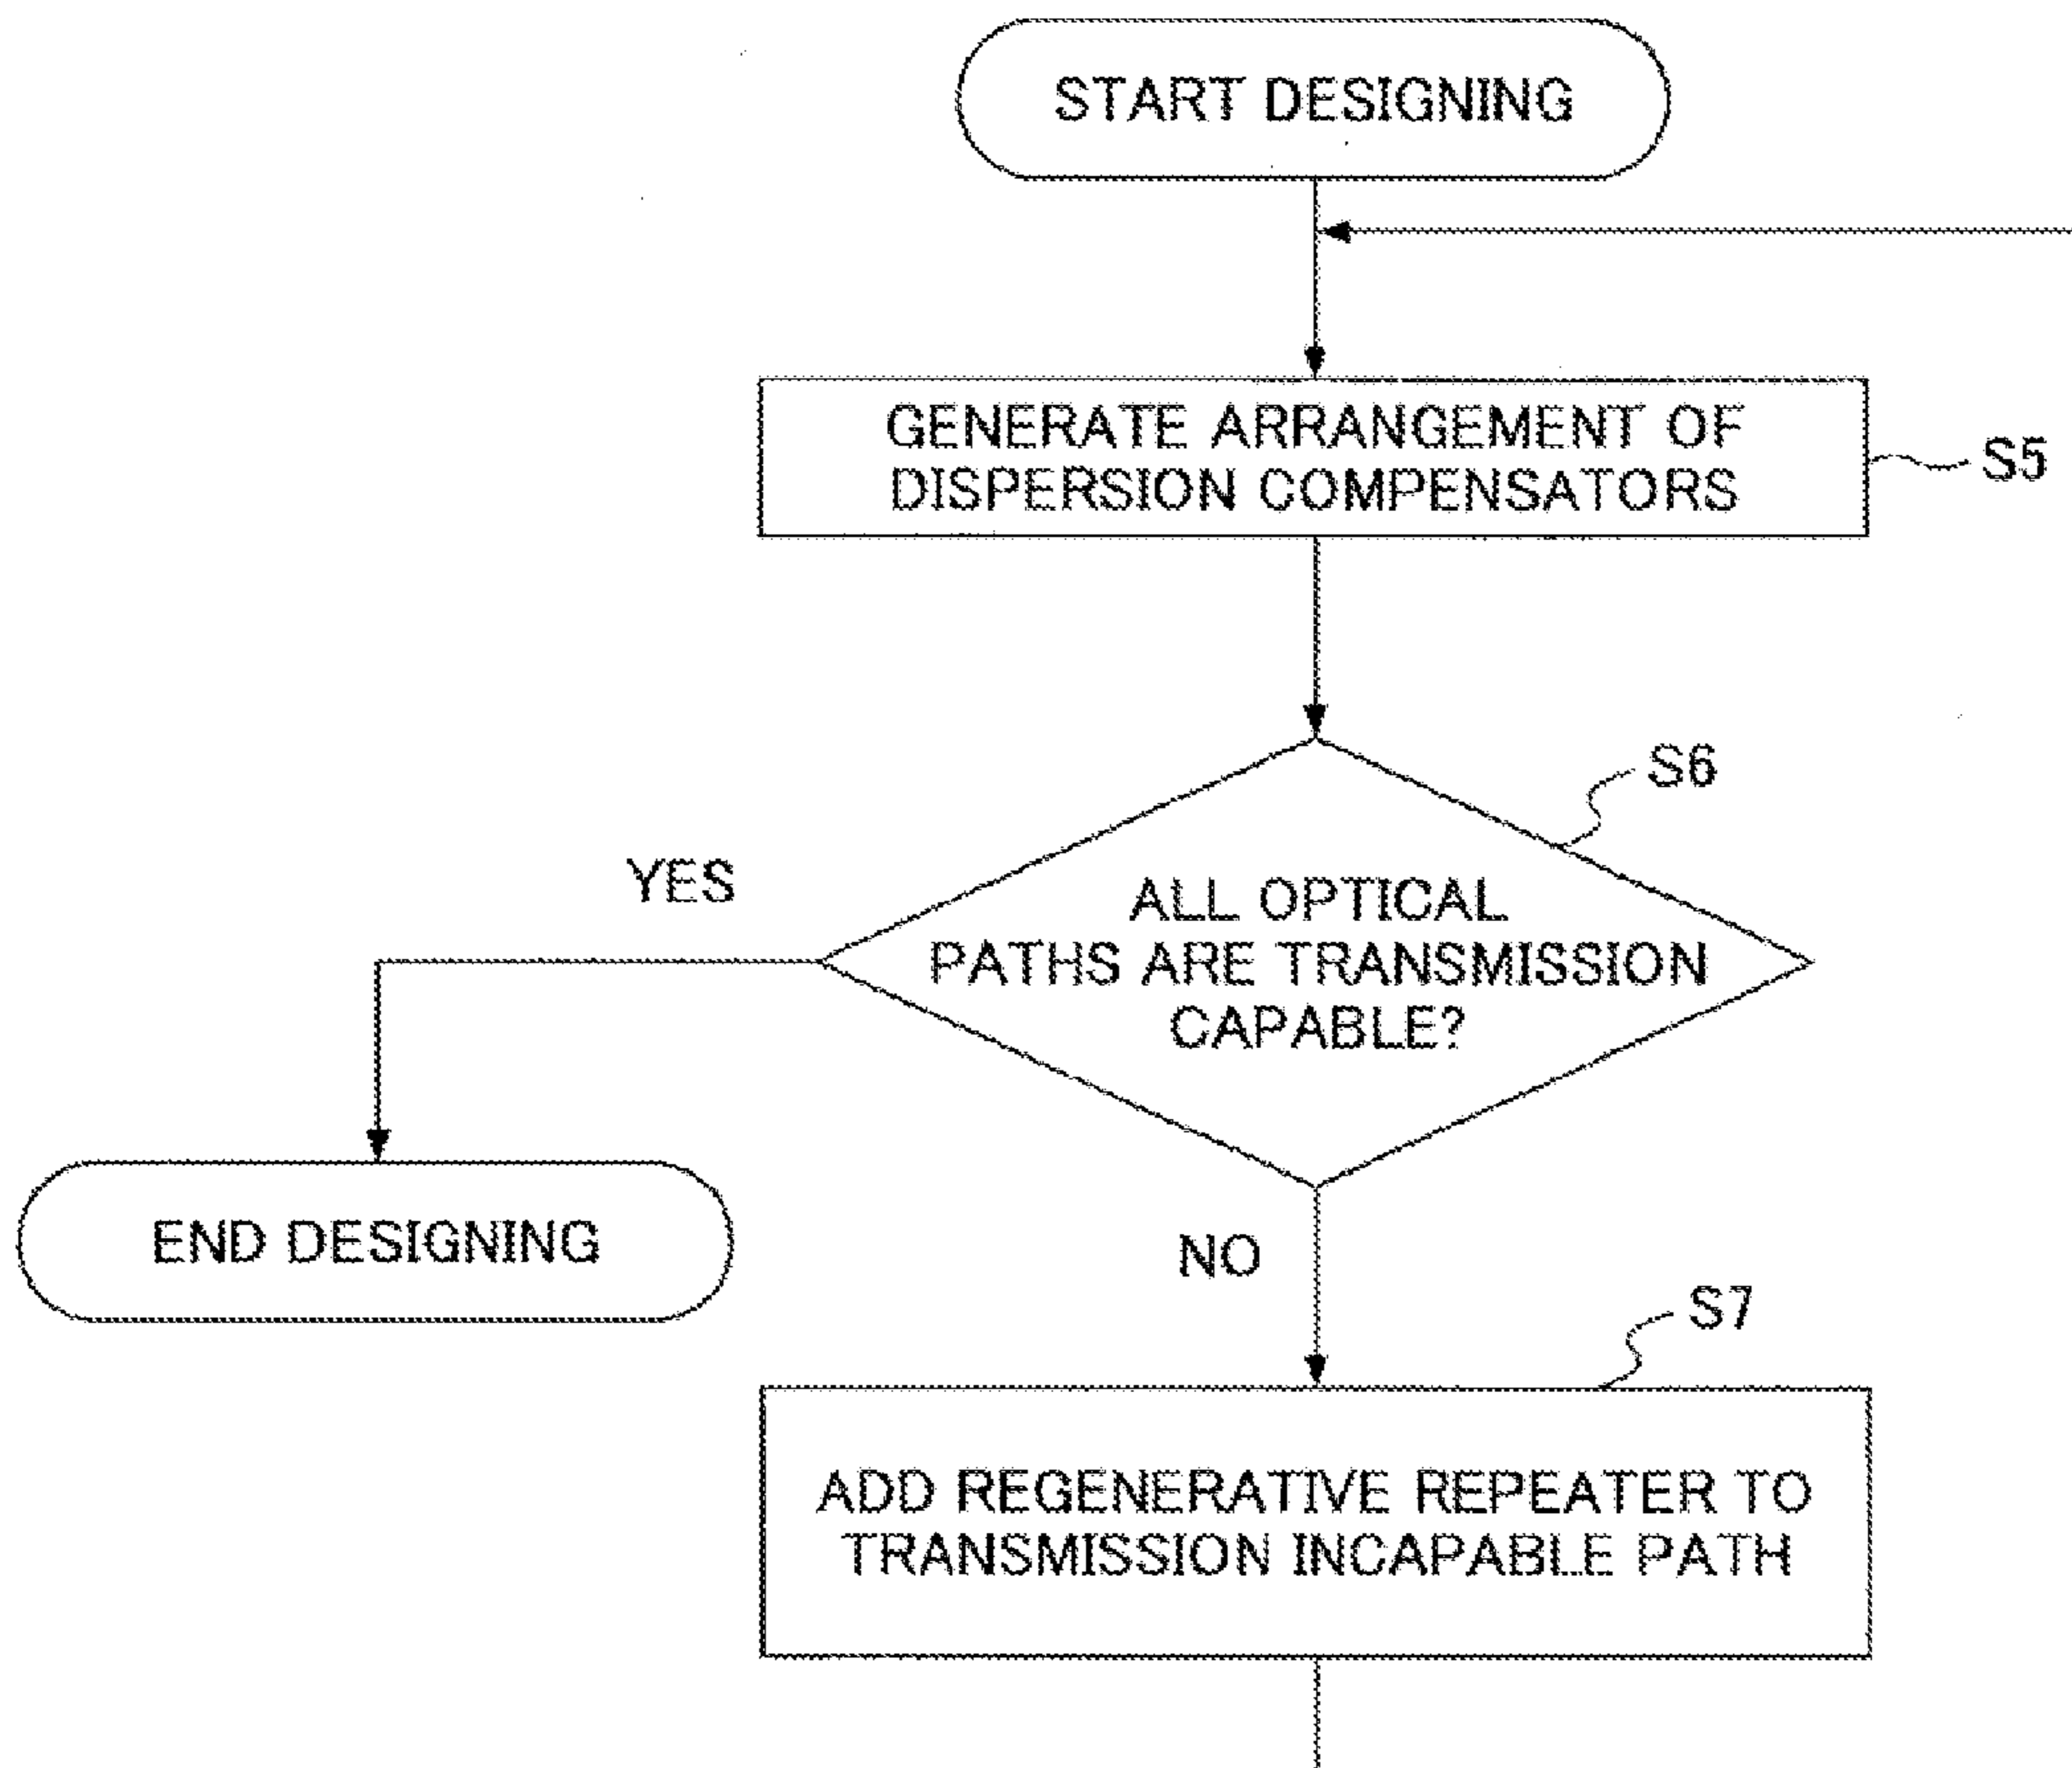 START DESIGNING
GENERATE ARRANGEMENT OF
DISPERSION COMPENSATORS
S5
S6
YES
ALL OPTICAL
PATHS ARE TRANSMISSION
CAPABLE?
END DESIGNING
NO
S7
ADD REGENERATIVE REPEATER TO
TRANSMISSION INCAPABLE PATH